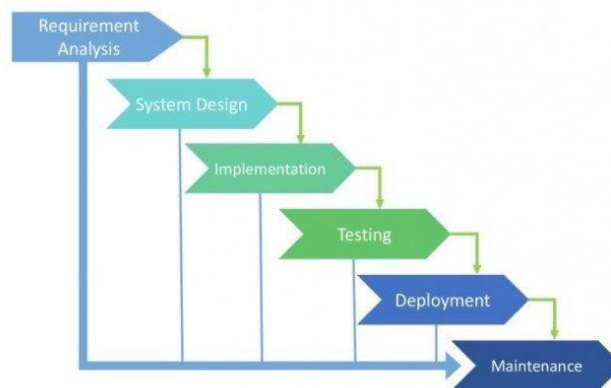 Requirement
Analysis
System Design
Implementation
Testing
Deployment
Maintenance